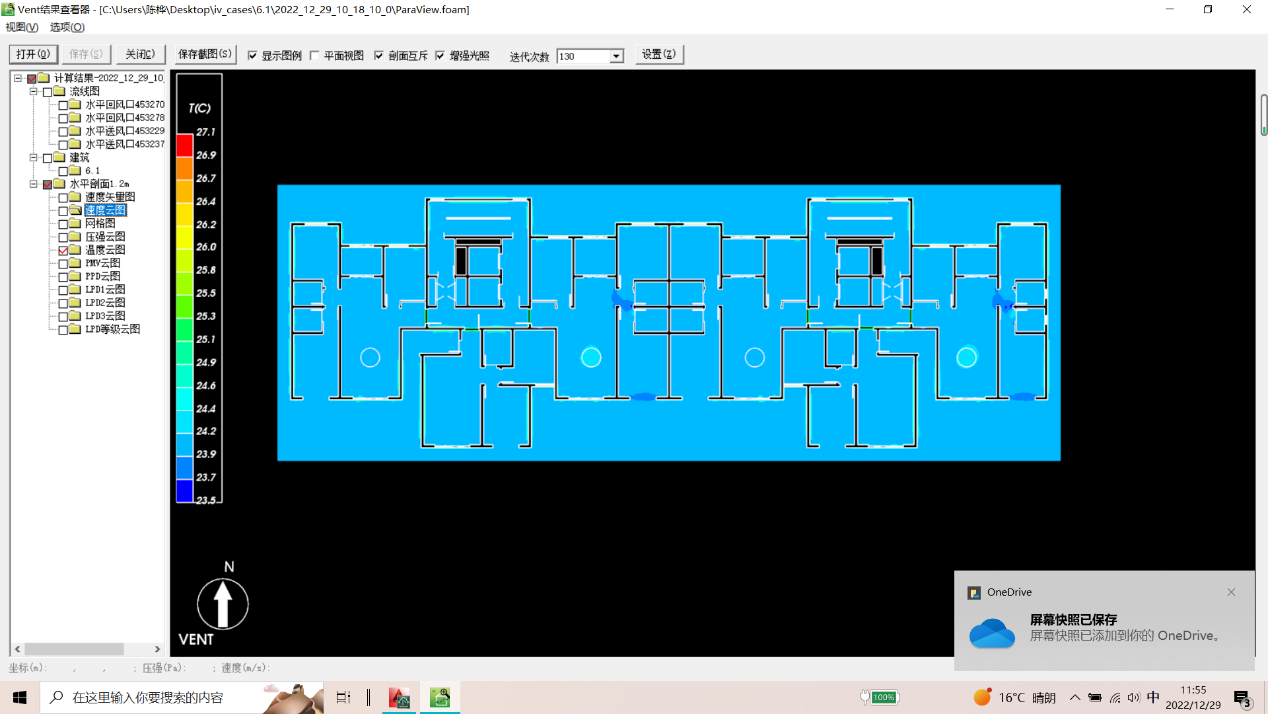 Vent结果查看器 - [C:\Users\陈桦\Desktop\iv_cases\6.1\2022_12_29_10_18_10_0\ParaView.foam]
视图(V) 选项(O)
打开(O) 保存(S) 关闭(C) 保存截图(S) 显示图例 平面视图 剖面互斥 增强光照 迭代次数 130 设置(Z)
计算结果-2022_12_29_10_
流线图
水平回风口453270
水平回风口453278
水平送风口453229
水平送风口453237
建筑
6.1
水平剖面1.2m
速度矢量图
速度云图
网格图
压强云图
温度云图
PMV云图
PPD云图
LPD1云图
LPD2云图
LPD3云图
LPD等级云图
T(C)
27.1
26.9
26.7
26.4
26.2
26.0
25.8
25.5
25.3
25.1
24.9
24.6
24.4
24.2
23.9
23.7
23.5
N
VENT
OneDrive
屏幕快照已保存
屏幕快照已添加到你的 OneDrive。
坐标(m): , , ; 压强(Pa): ; 速度(m/s):
在这里输入你要搜索的内容
100%
16°C 晴朗
中
11:55
2022/12/29
3